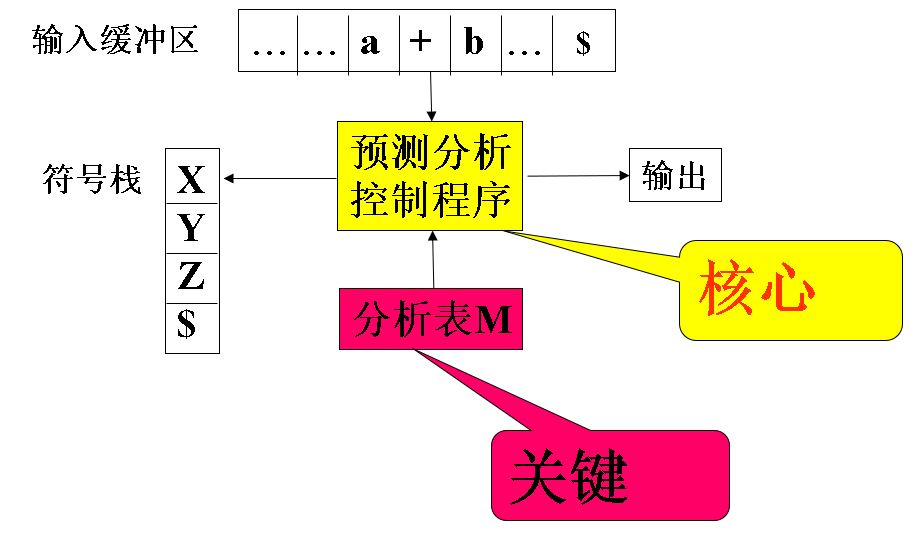 输入缓冲区
… … a + b … $
符号栓
X
Y
Z
$
预测分析
控制程序
输出
核心
分析表M
关键